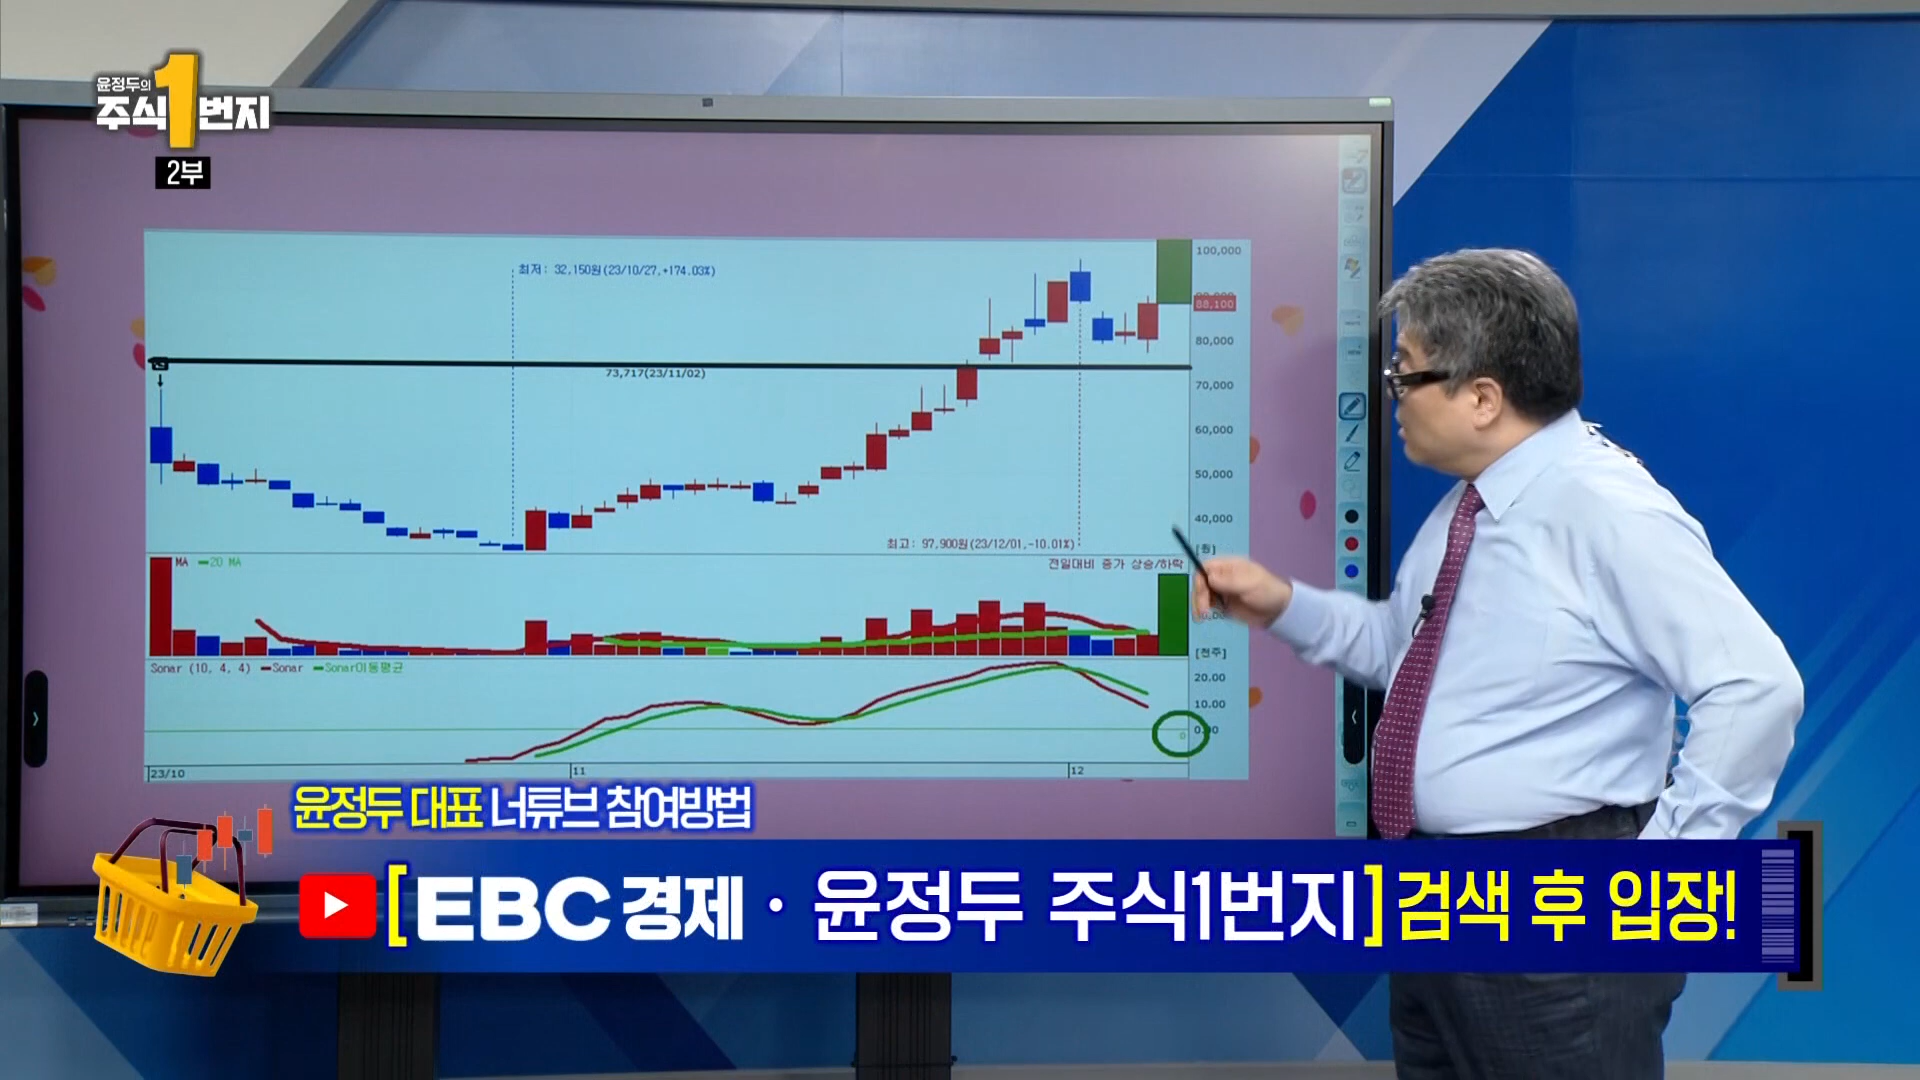 윤정두의
주식1번지
2부
최저: 32,150원(23/10/27,+174.03%)
100,000
88,100
80,000
73,717(23/11/02)
70,000
60,000
50,000
40,000
최고: 97,900원(23/12/01,-10.01%)
[원]
MA 20 MA
전일대비 종가 상승/하락
[천주]
Sonar (10, 4, 4) Sonar Sonar이동평균
20.00
10.00
0
23/10
11
12
윤정두 대표 너튜브 참여방법
[EBC 경제 · 윤정두 주식1번지] 검색 후 입장!